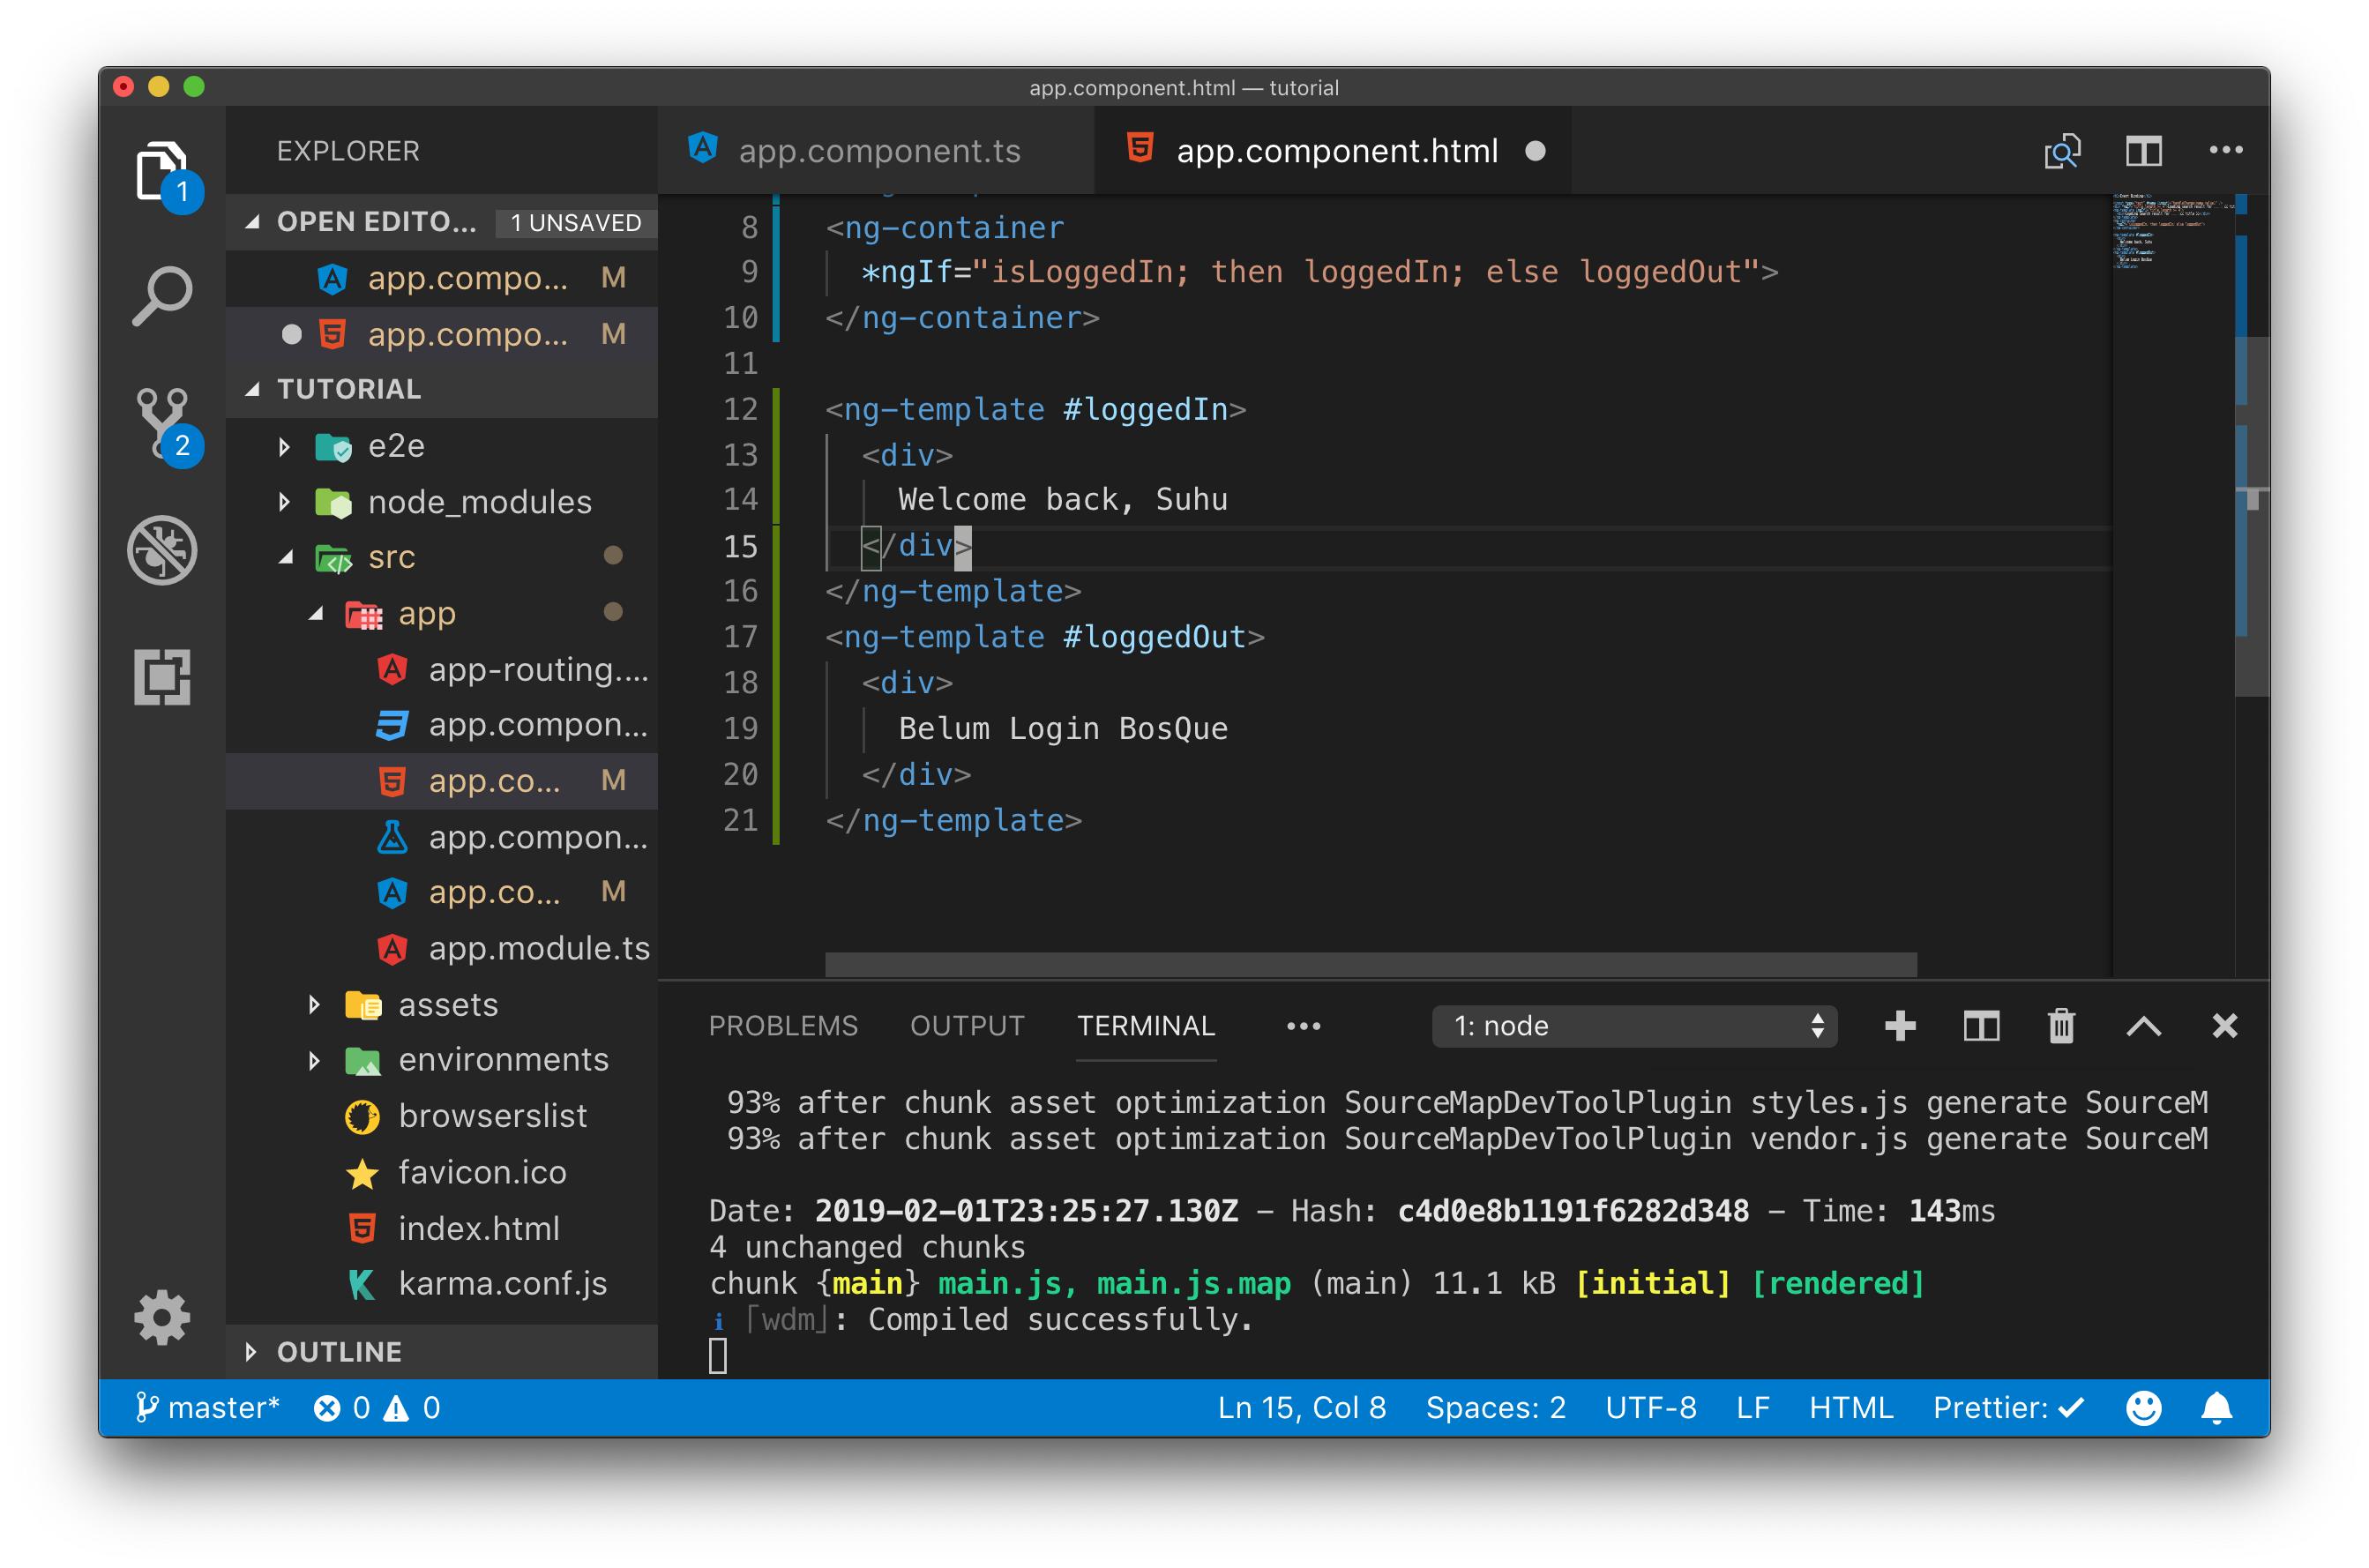 app.component.html — tutorial
EXPLORER
app.component.ts
app.component.html
1
OPEN EDITO... 1 UNSAVED
app.compo... M
app.compo... M
TUTORIAL
2
e2e
node_modules
src
app
app-routing....
app.compon...
app.co... M
app.compon...
app.co... M
app.module.ts
assets
environments
browserslist
favicon.ico
index.html
karma.conf.js
OUTLINE
8 <ng-container
9 *ngIf="isLoggedIn; then loggedIn; else loggedOut">
10 </ng-container>
11
12 <ng-template #loggedIn>
13 <div>
14 Welcome back, Suhu
15 </div>
16 </ng-template>
17 <ng-template #loggedOut>
18 <div>
19 Belum Login BosQue
20 </div>
21 </ng-template>
PROBLEMS OUTPUT TERMINAL ••• 1: node
93% after chunk asset optimization SourceMapDevToolPlugin styles.js generate SourceM
93% after chunk asset optimization SourceMapDevToolPlugin vendor.js generate SourceM
Date: 2019-02-01T23:25:27.130Z - Hash: c4d0e8b1191f6282d348 - Time: 143ms
4 unchanged chunks
chunk {main} main.js, main.js.map (main) 11.1 kB [initial] [rendered]
i ｢wdm｣: Compiled successfully.
master* 0 0 Ln 15, Col 8 Spaces: 2 UTF-8 LF HTML Prettier: ✓